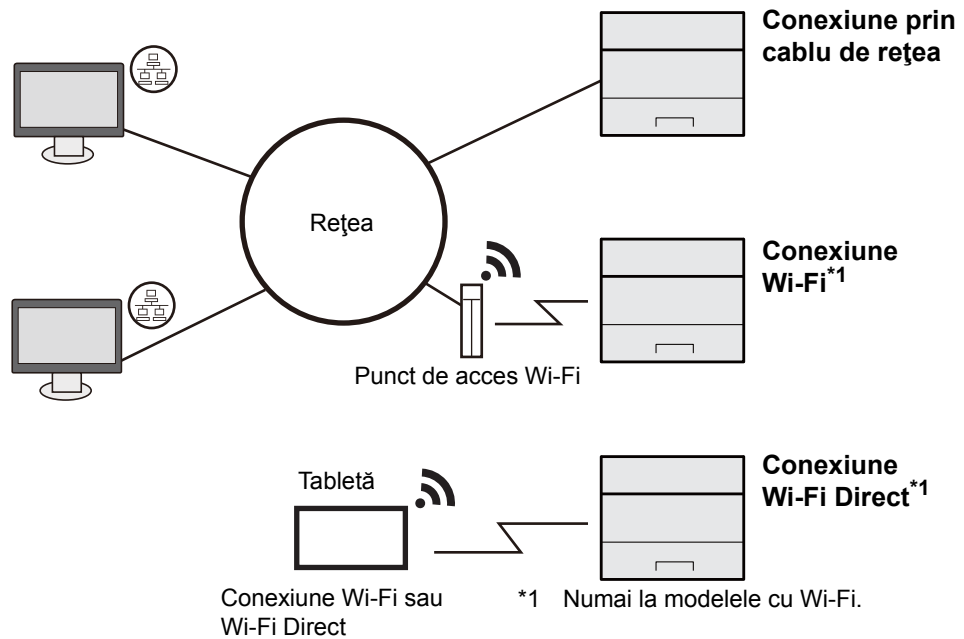 Conexiune prin
cablu de reţea
Reţea
Conexiune
Wi-Fi*1
Punct de acces Wi-Fi
Tabletă
Conexiune
Wi-Fi Direct*1
Conexiune Wi-Fi sau
Wi-Fi Direct
*1 Numai la modelele cu Wi-Fi.